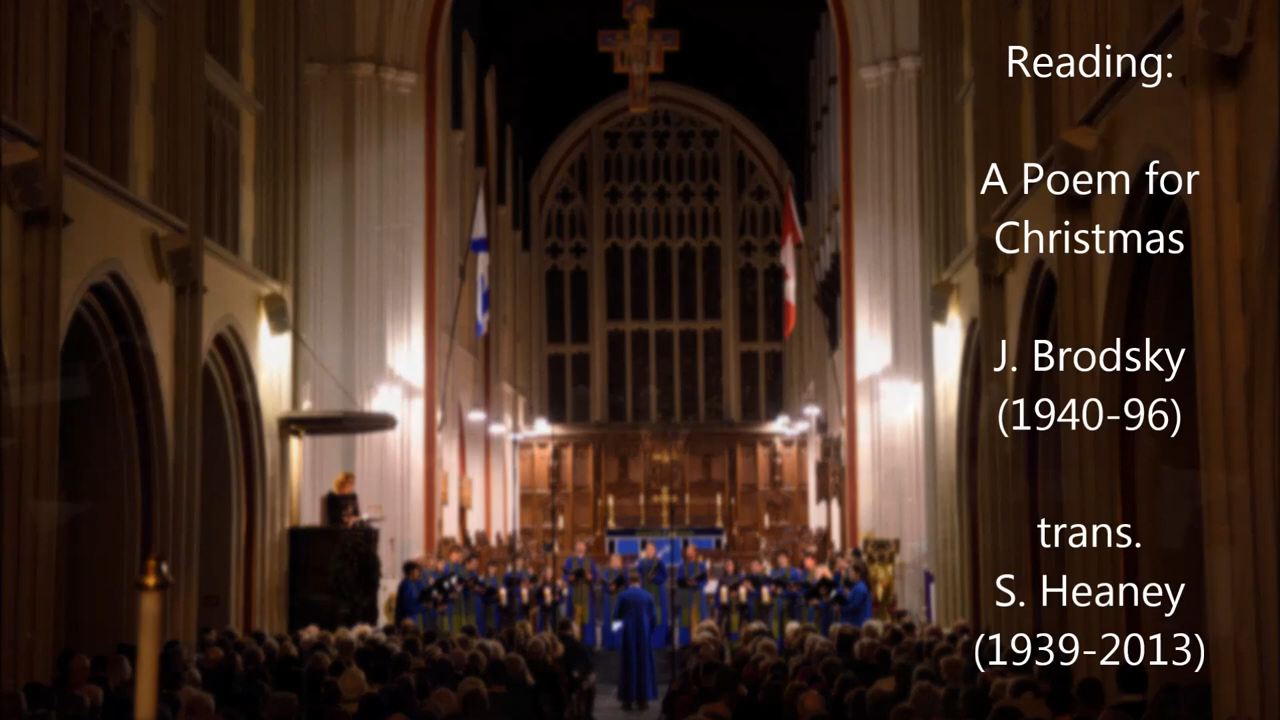 Reading:
A Poem for
Christmas
J. Brodsky
(1940-96)
trans.
S. Heaney
(1939-2013)